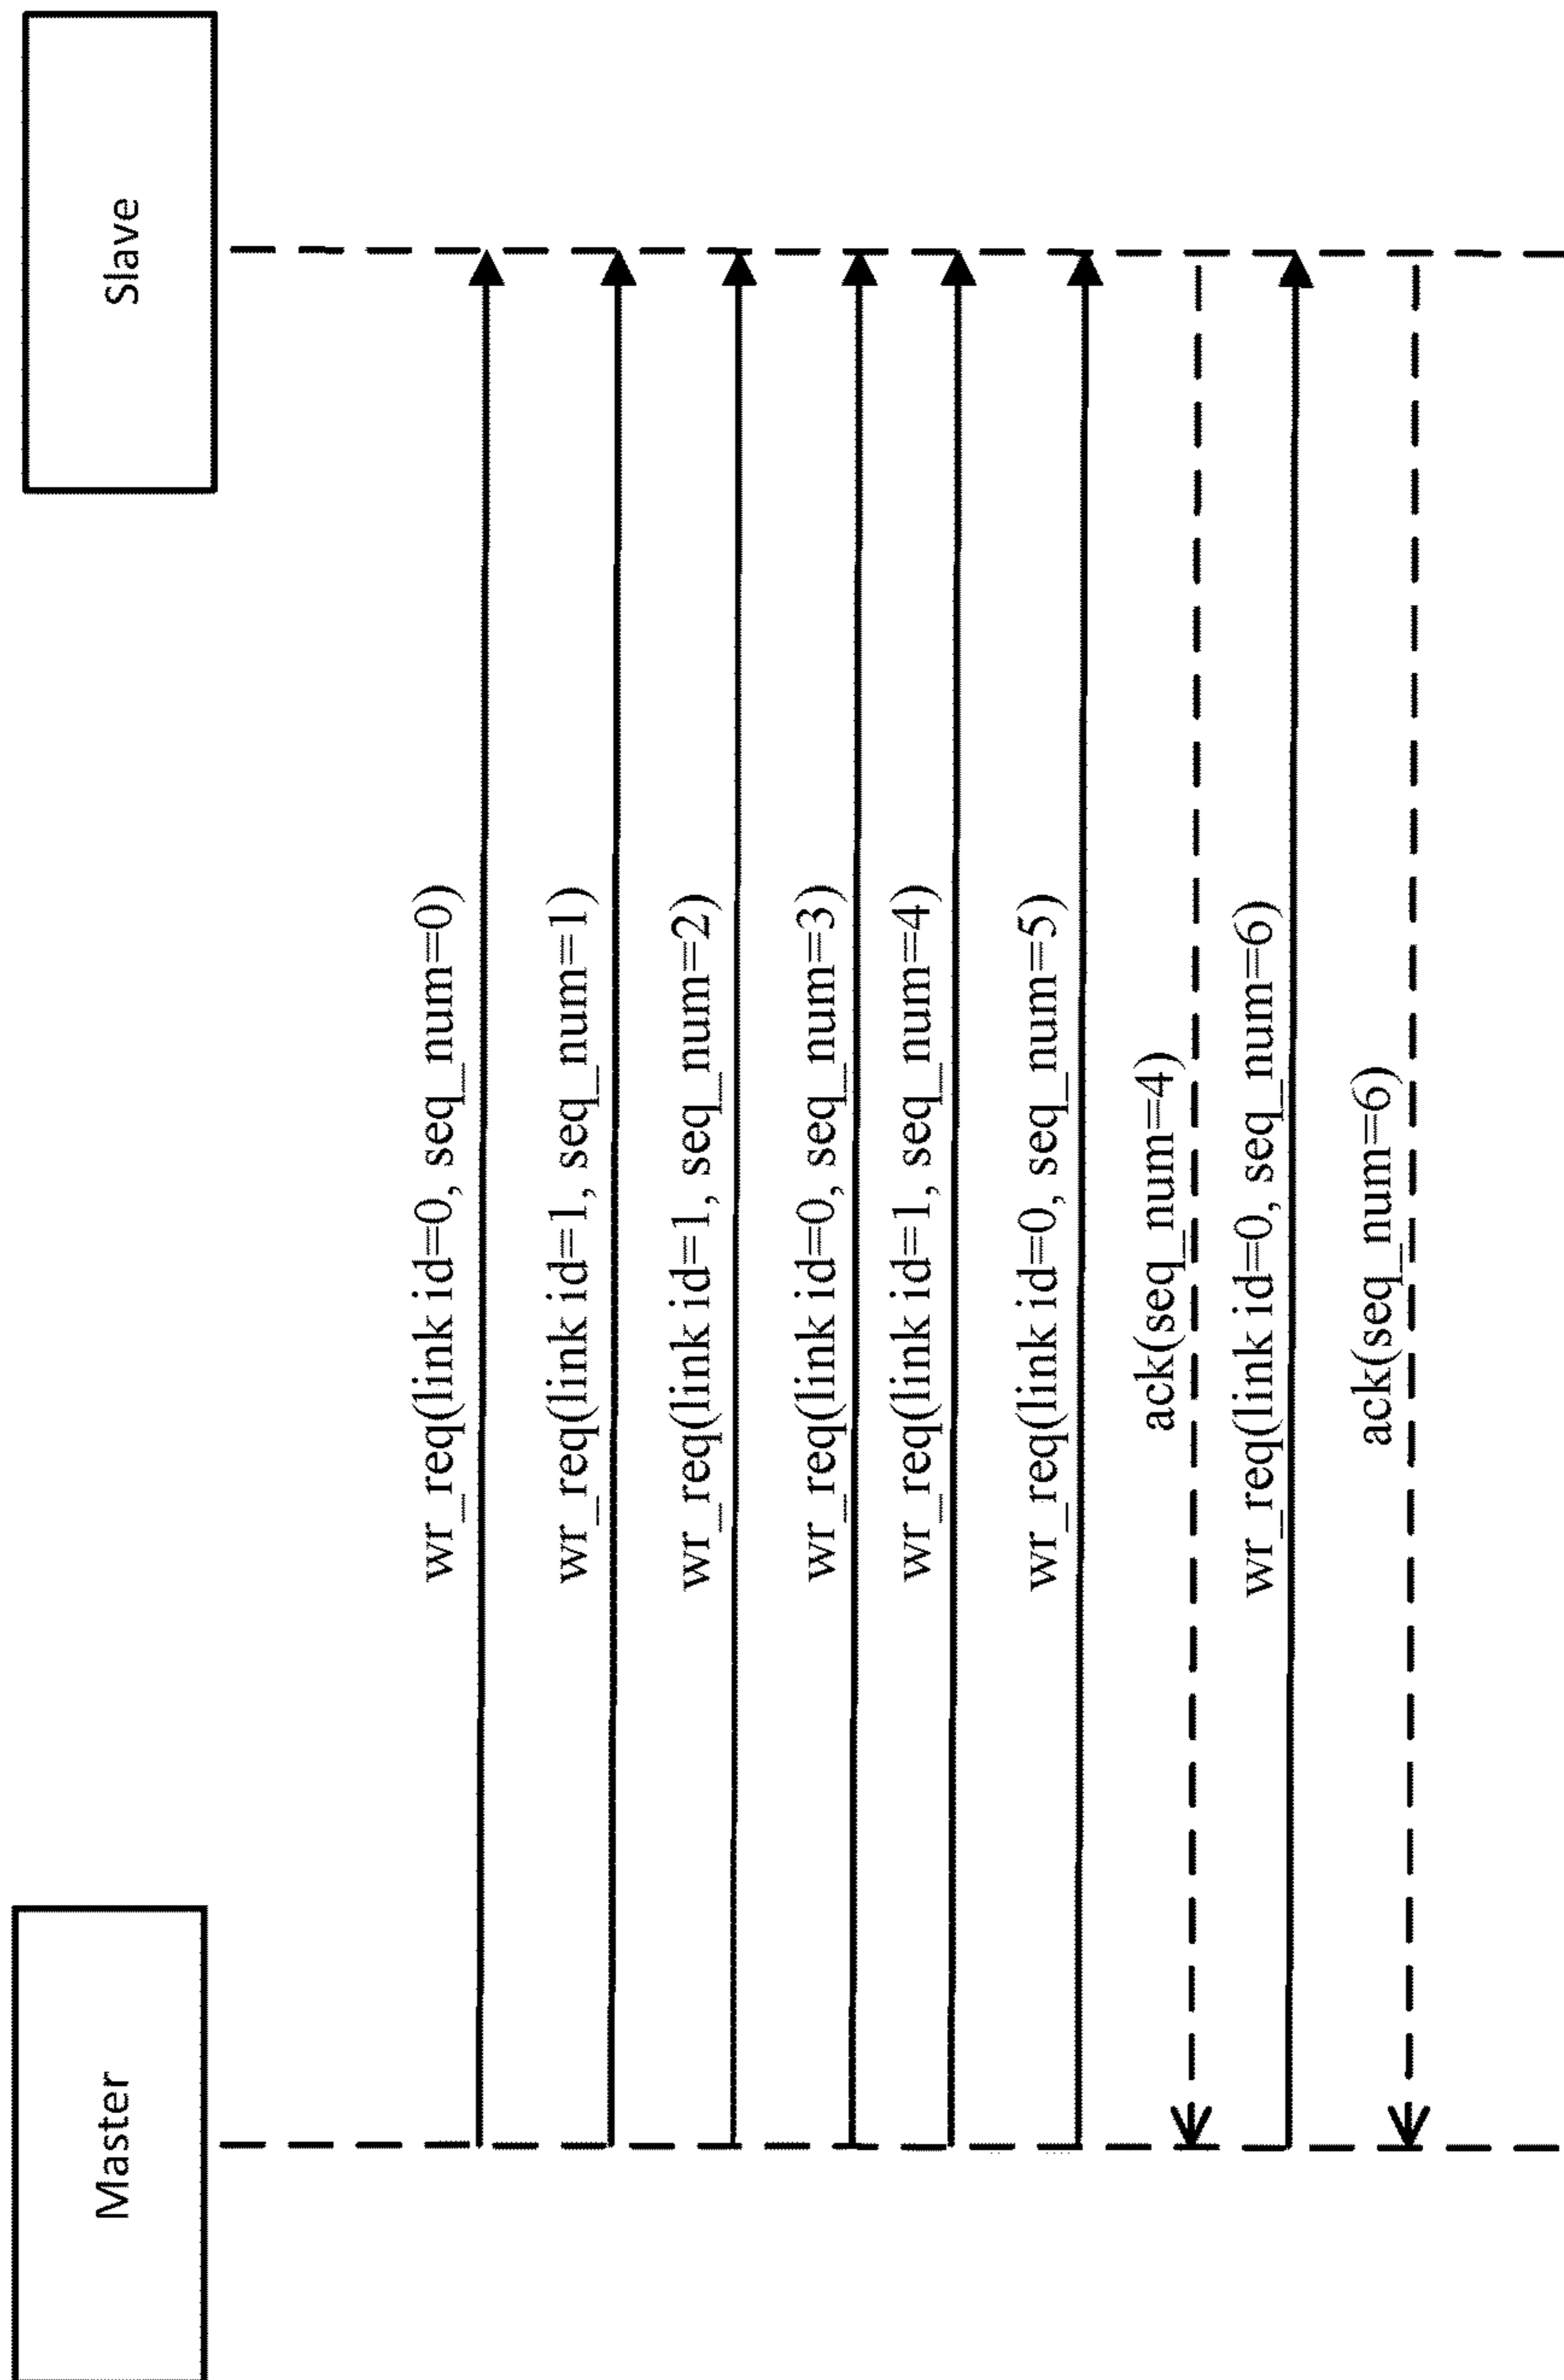 Master
Slave
wr_req(link id=0, seq_num=0)
wr_req(link id=1, seq_num=1)
wr_req(link id=1, seq_num=2)
wr_req(link id=0, seq_num=3)
wr_req(link id=1, seq_num=4)
wr_req(link id=0, seq_num=5)
ack(seq_num=4)
wr_req(link id=0, seq_num=6)
ack(seq_num=6)